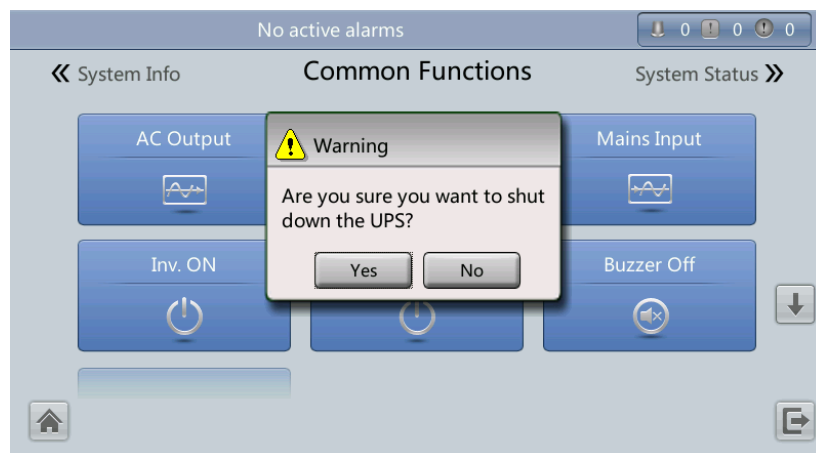 No active alarms
0 0 0
System Info
Common Functions
System Status
AC Output
Warning
Mains Input
Are you sure you want to shut
down the UPS?
Inv. ON
Yes
No
Buzzer Off